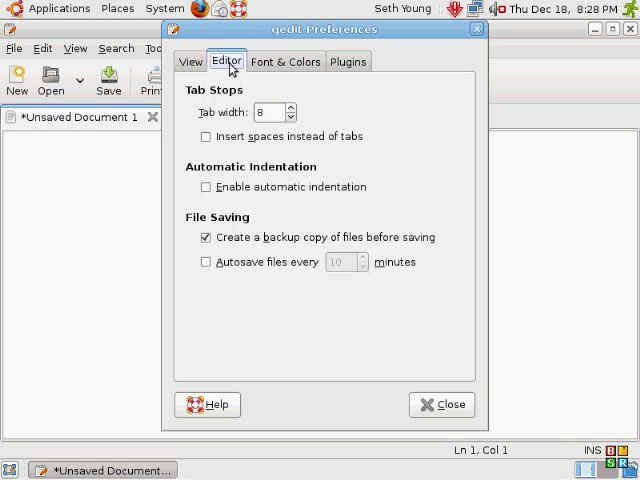 Applications Places System Seth Young Thu Dec 18, 8:28 PM
gedit Preferences
File Edit View Search
View Editor Font & Colors Plugins
New Open Save
*Unsaved Document 1
Tab Stops
Tab width: 8
Insert spaces instead of tabs
Automatic Indentation
Enable automatic indentation
File Saving
Create a backup copy of files before saving
Autosave files every 10 minutes
Help Close
Ln 1, Col 1 INS
*Unsaved Document...